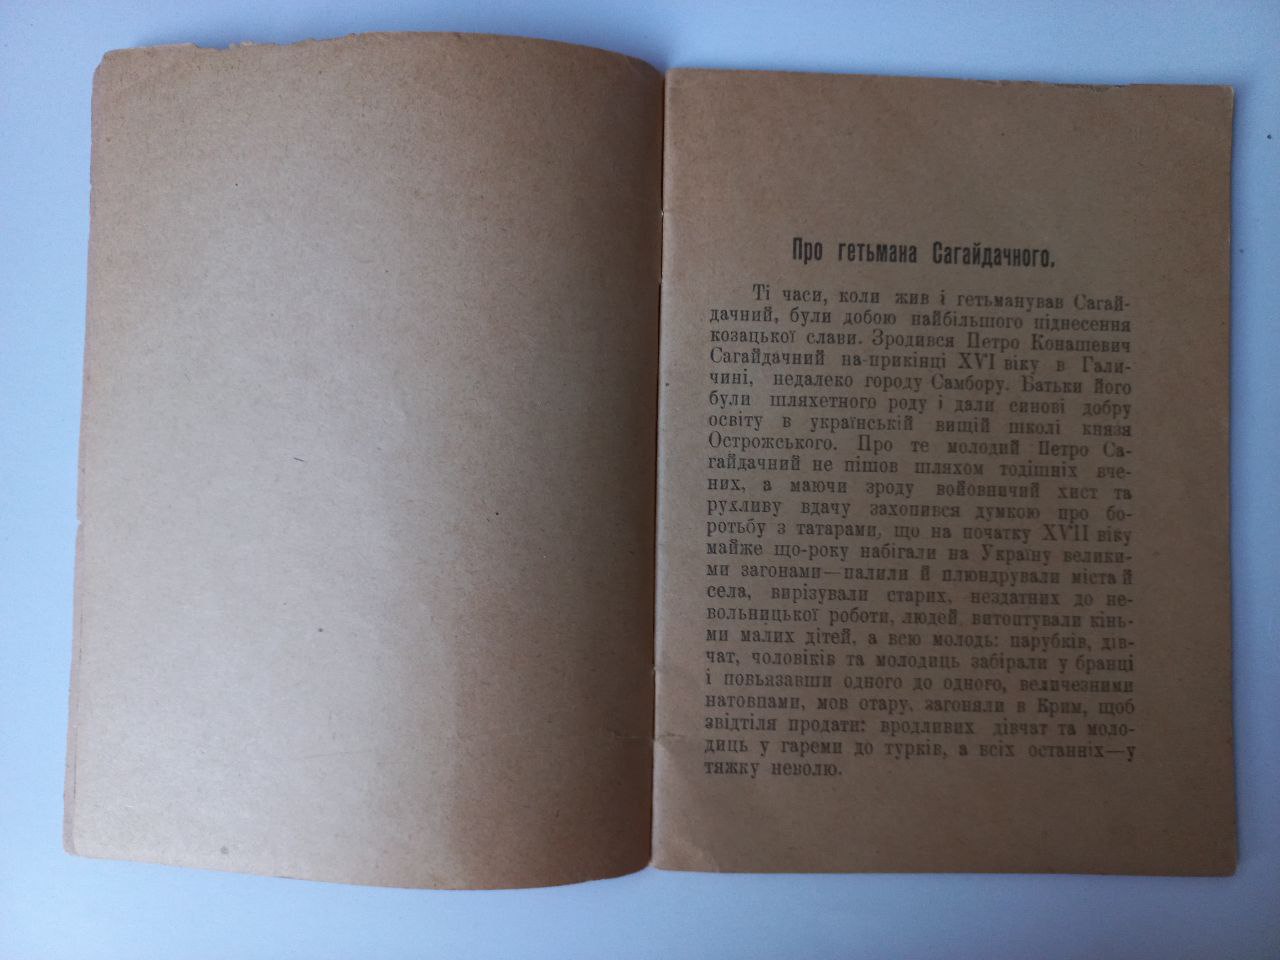 Про гетьмана Сагайдачного.
Ті часи, коли жив і гетьманував Сагай-
дачний, були добою найбільшого піднесення
козацької слави. Зродився Петро Конашевич
Сагайдачний на-прикінці XVI віку в Гали-
чині, недалеко городу Самбору. Батьки його
були шляхетного роду і дали синові добру
освіту в українській вищій школі князя
Острожського. Про те молодий Петро Са-
гайдачний не пішов шляхом тодішніх вче-
них, а маючи зроду войовничий хист та
рухливу вдачу захопився думкою про бо-
ротьбу з татарами, що на початку XVII віку
майже що-року набігали на Україну велики-
ми загонами—палили й плюндрували міста й
села, вирізували старих, нездатних до не-
вольницької роботи, людей, витоптували кінь-
ми малих дітей, а всю молодь: парубків, дів-
чат, чоловіків та молодиць забірали у бранці
і повьязавши одного до одного, величезними
натовпами, мов отару, загоняли в Крим, щоб
звідтіля продати: вродливих дівчат та моло-
диць у гареми до турків, а всіх останніх—у
тяжку неволю.